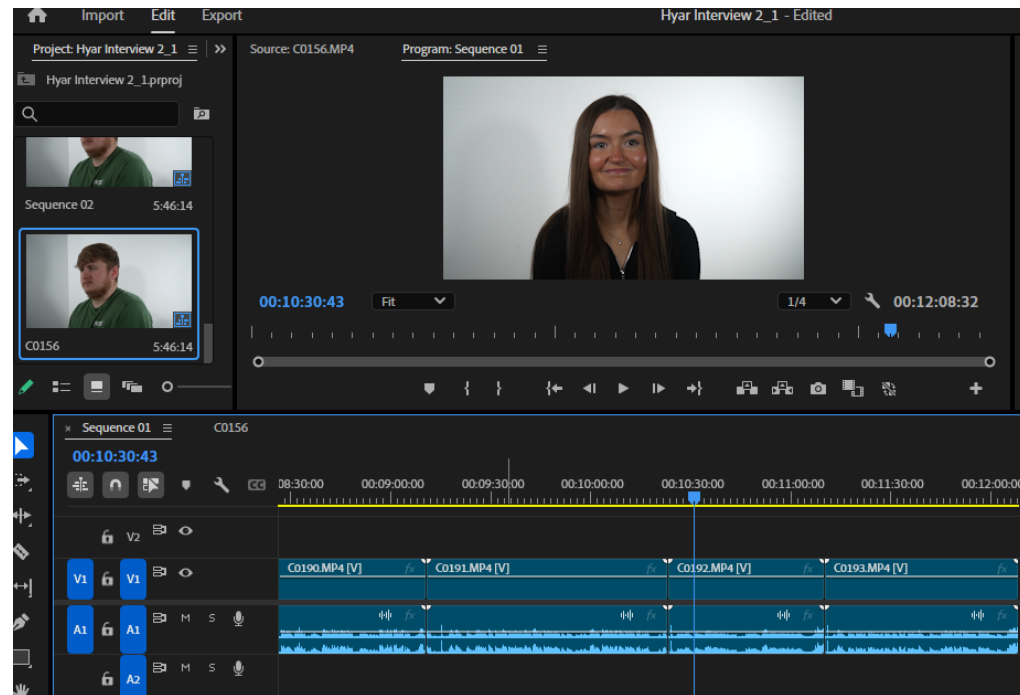 Import Edit Export Hyar Interview 2_1 - Edited
Project: Hyar Interview 2_1
Source: C0156.MP4 Program: Sequence 01
Hyar Interview 2_1.prproj
Sequence 02 5:46:14
C0156 5:46:14
00:10:30:43 Fit 1/4 00:12:08:32
× Sequence 01 C0156
00:10:30:43
CC 08:30:00 00:09:00:00 00:09:30:00 00:10:00:00 00:10:30:00 00:11:00:00 00:11:30:00 00:12:00:0
V2
V1 V1 C0190.MP4 [V] fx C0191.MP4 [V] fx C0192.MP4 [V] fx C0193.MP4 [V] fx
A1 A1 M S fx fx fx fx
A2 M S